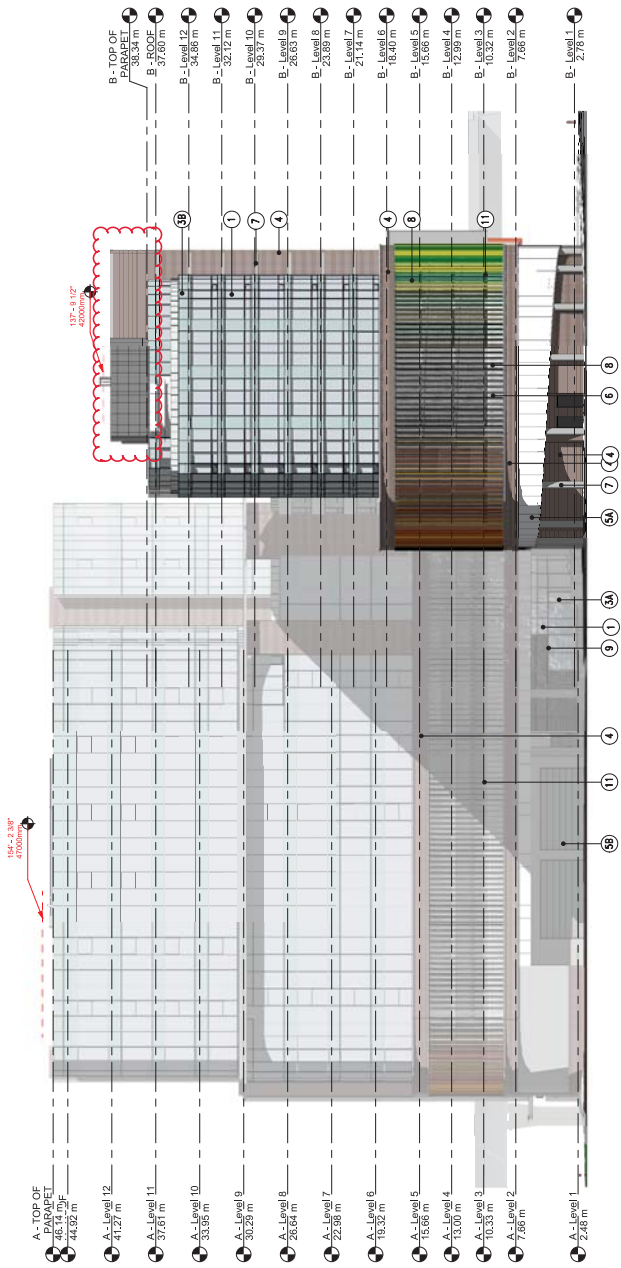 B - TOP OF
PARAPET
38.34 m
B - ROOF
37.60 m
B - Level 12
34.86 m
B - Level 11
32.12 m
B - Level 10
29.37 m
B - Level 9
26.63 m
B - Level 8
23.89 m
B - Level 7
21.14 m
B - Level 6
18.40 m
B - Level 5
15.66 m
B - Level 4
12.99 m
B - Level 3
10.32 m
B - Level 2
7.66 m
B - Level 1
2.78 m
3B
1
7
4
4
8
11
137' - 9 1/2"
42000mm
8
6
4
7
5A
3A
1
9
4
11
5B
154' - 2 3/8"
47000mm
A - TOP OF
PARAPET
46.14 m
44.92 m
A - Level 12
41.27 m
A - Level 11
37.61 m
A - Level 10
33.95 m
A - Level 9
30.29 m
A - Level 8
26.64 m
A - Level 7
22.98 m
A - Level 6
19.32 m
A - Level 5
15.66 m
A - Level 4
13.00 m
A - Level 3
10.33 m
A - Level 2
7.66 m
A - Level 1
2.48 m